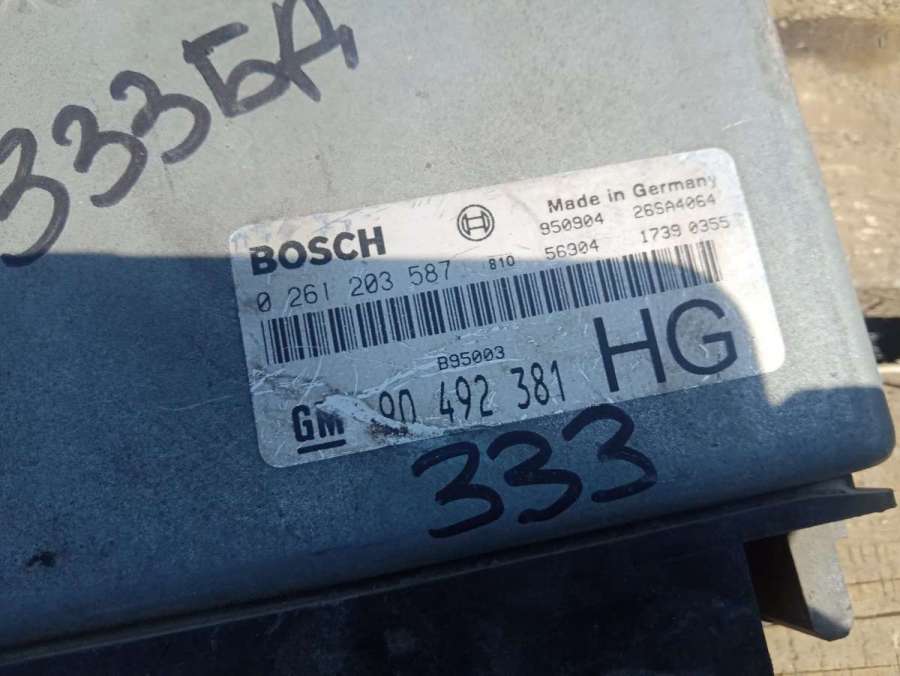 333БА
Made in Germany
BOSCH 950904 26SA4064
0 261 203 587 810 56904 1739 0355
B95003
GM 90 492 381 HG
333